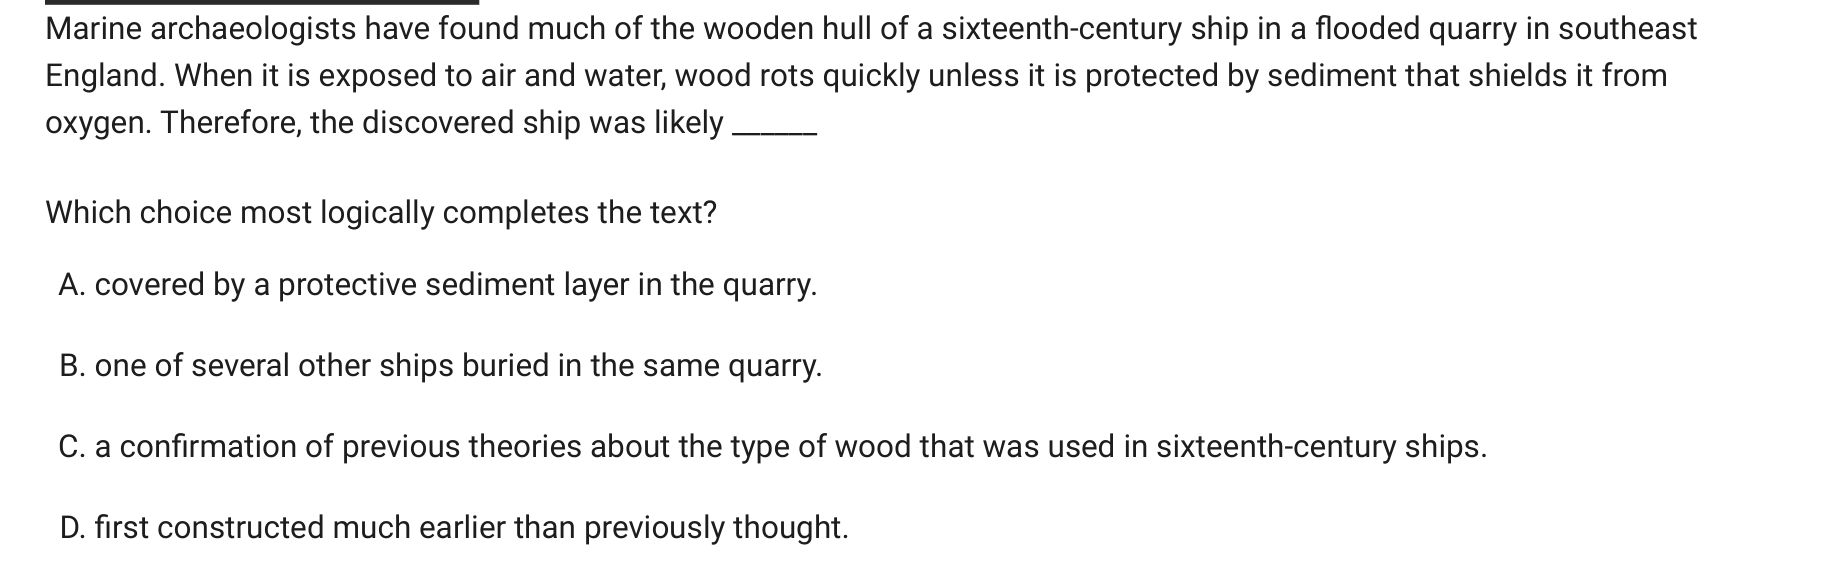 Marine archaeologists have found much of the wooden hull of a sixteenth-century ship in a flooded quarry in southeast
England. When it is exposed to air and water, wood rots quickly unless it is protected by sediment that shields it from
oxygen. Therefore, the discovered ship was likely ______
Which choice most logically completes the text?
A. covered by a protective sediment layer in the quarry.
B. one of several other ships buried in the same quarry.
C. a confirmation of previous theories about the type of wood that was used in sixteenth-century ships.
D. first constructed much earlier than previously thought.